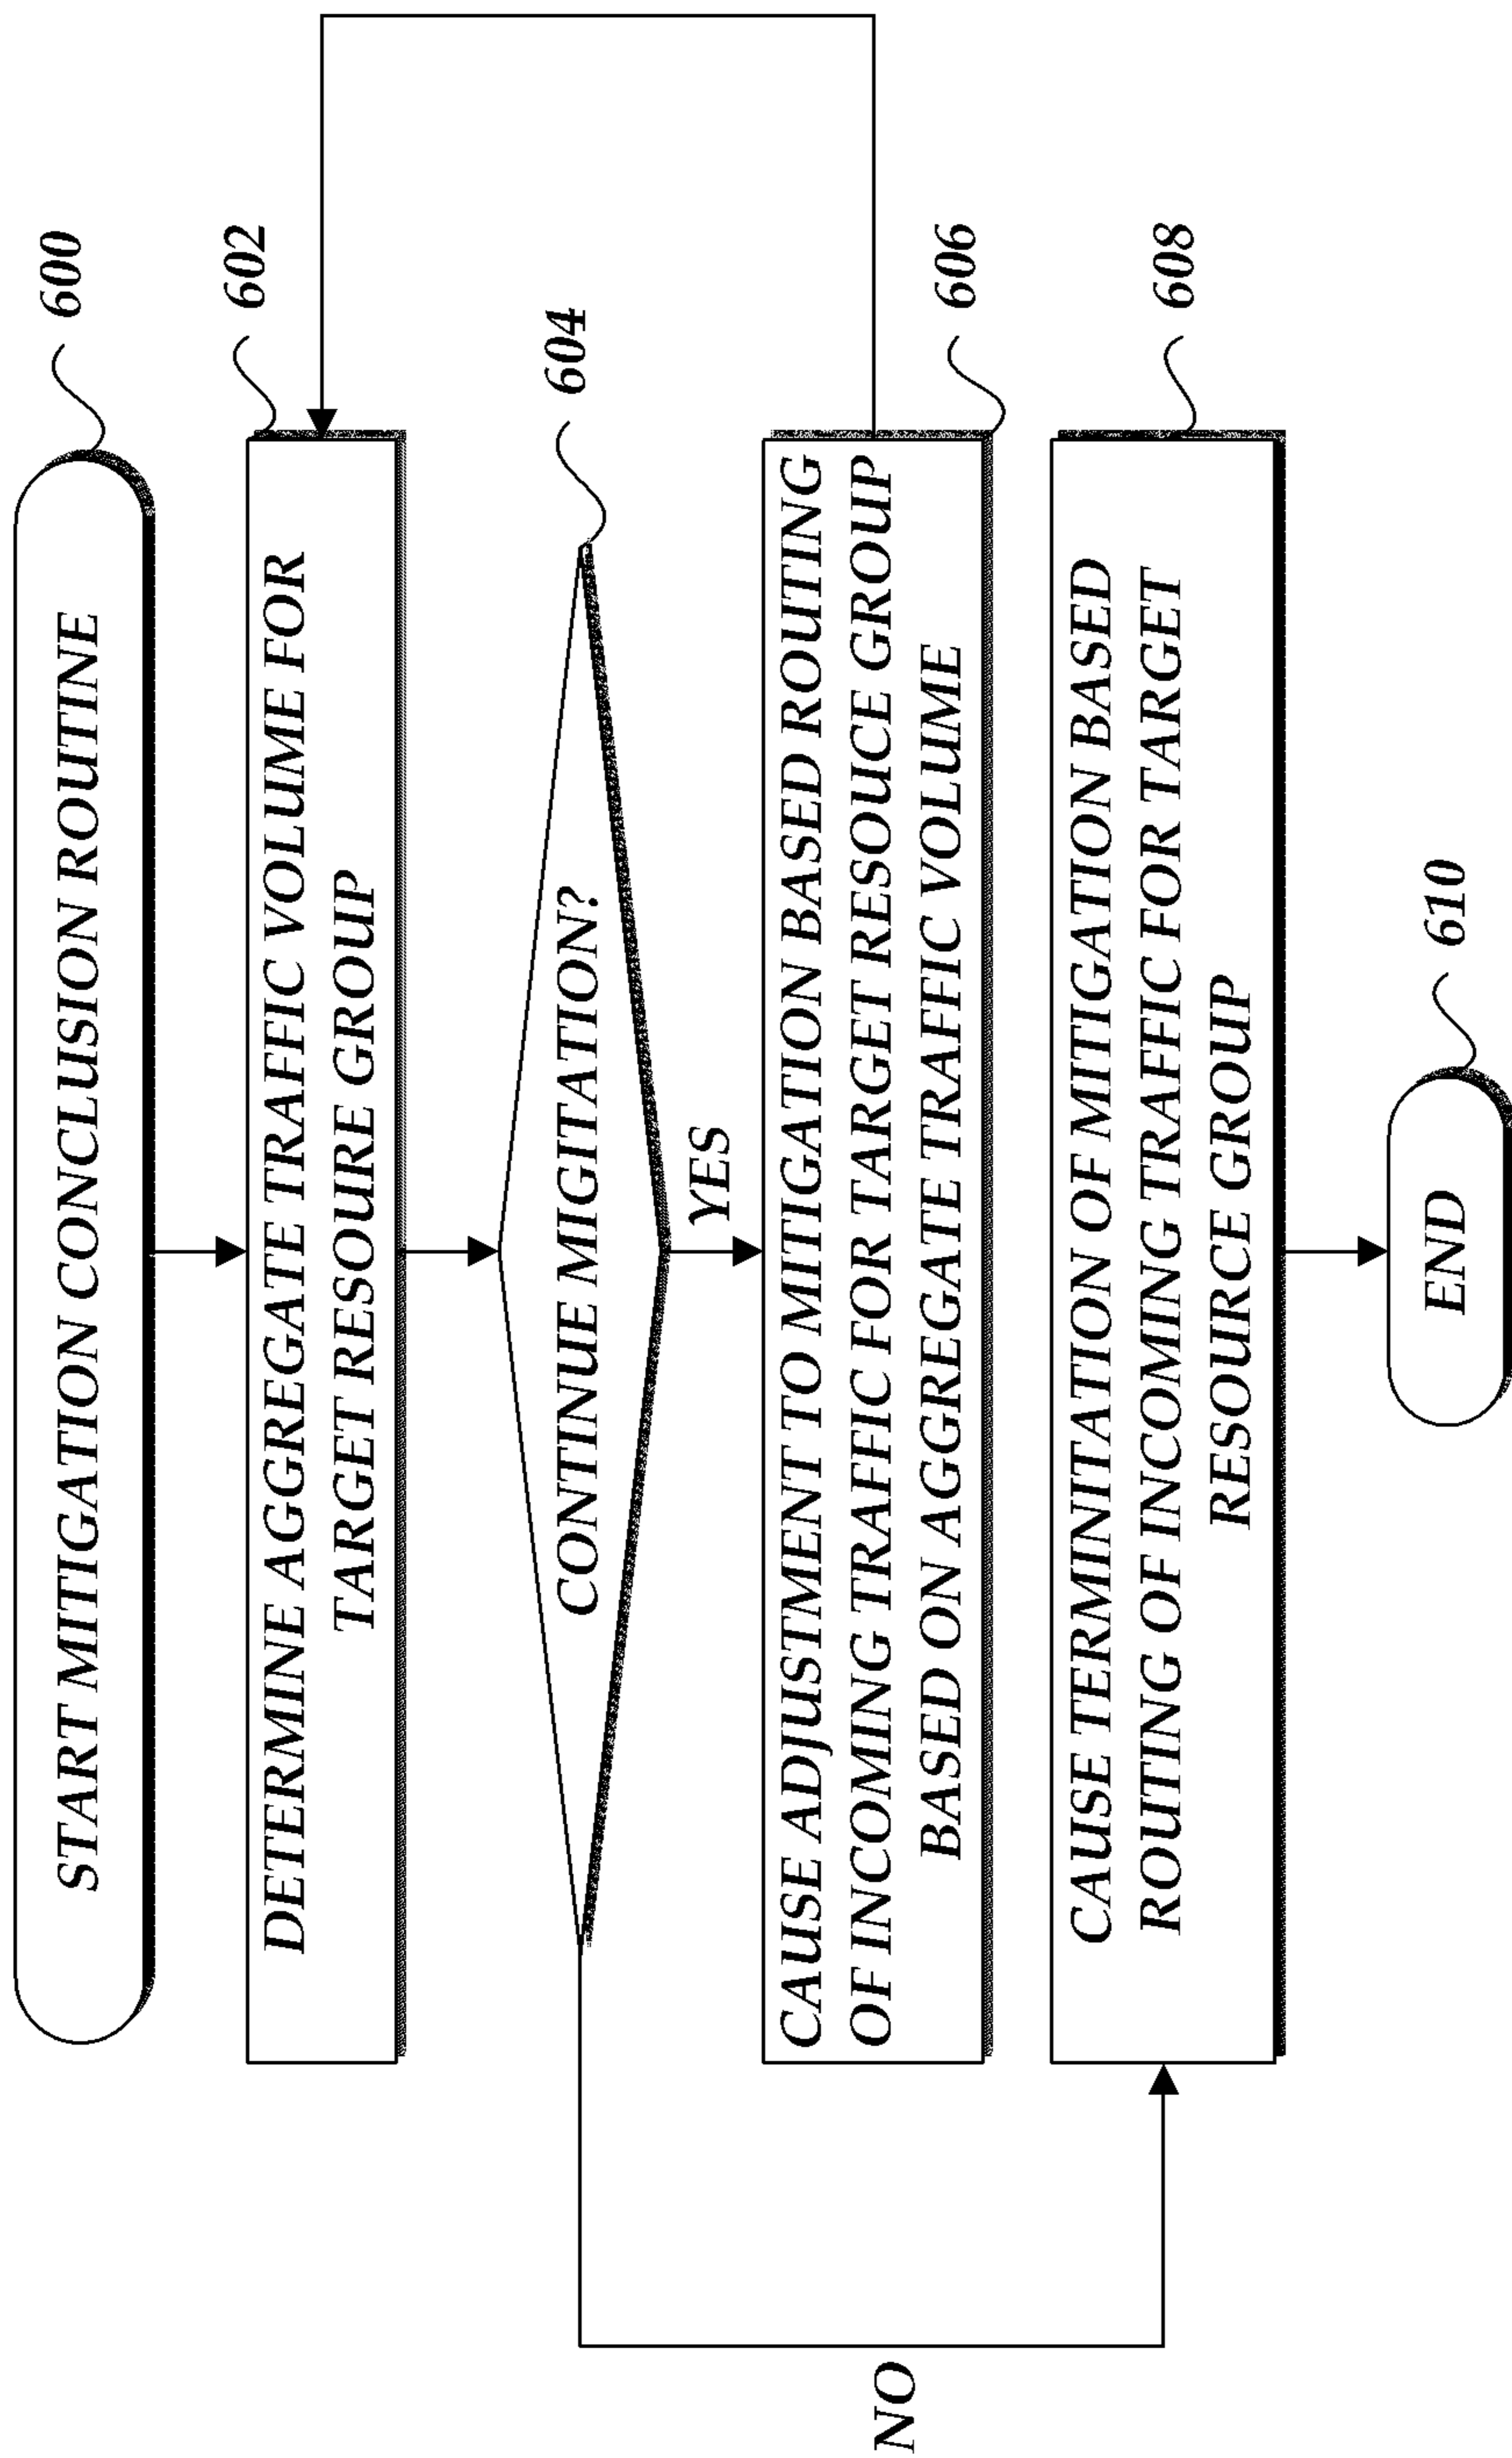 START MITIGATION CONCLUSION ROUTINE
600
DETERMINE AGGREGATE TRAFFIC VOLUME FOR
TARGET RESOURE GROUP
602
CONTINUE MIGITATION?
604
YES
CAUSE ADJUSTMENT TO MITIGATION BASED ROUTING
OF INCOMING TRAFFIC FOR TARGET RESOUCE GROUP
BASED ON AGGREGATE TRAFFIC VOLUME
606
NO
CAUSE TERMINITATION OF MITIGATION BASED
ROUTING OF INCOMING TRAFFIC FOR TARGET
RESOURCE GROUP
608
END
610